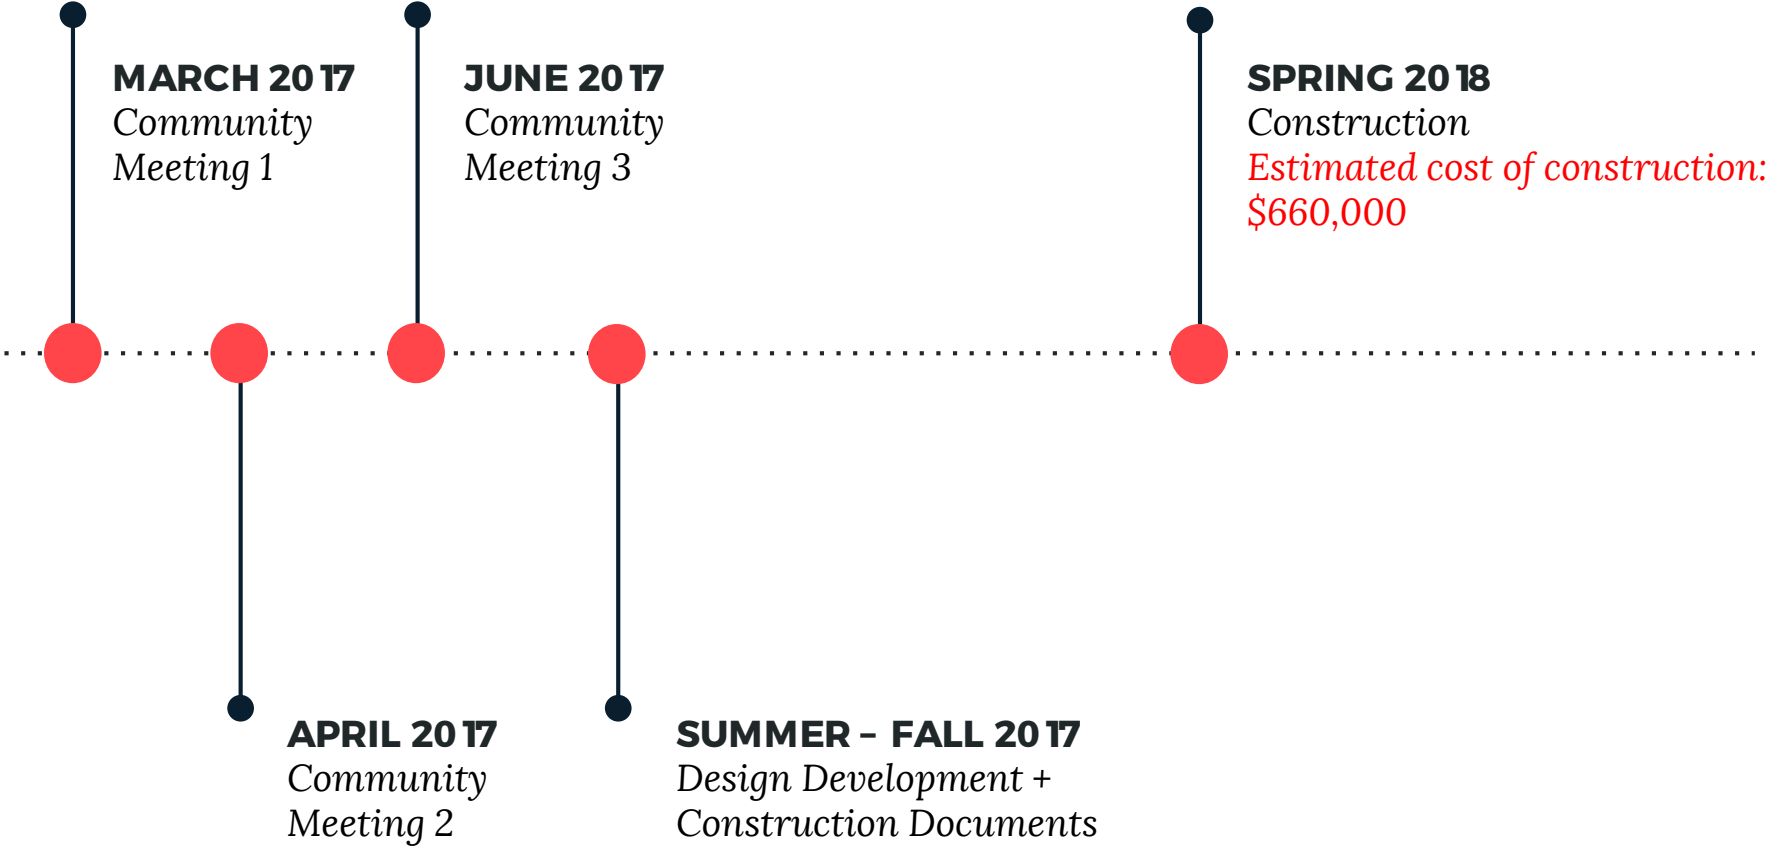 MARCH 2017
Community
Meeting 1
JUNE 2017
Community
Meeting 3
SPRING 2018
Construction
Estimated cost of construction:
$660,000
APRIL 2017
Community
Meeting 2
SUMMER – FALL 2017
Design Development +
Construction Documents